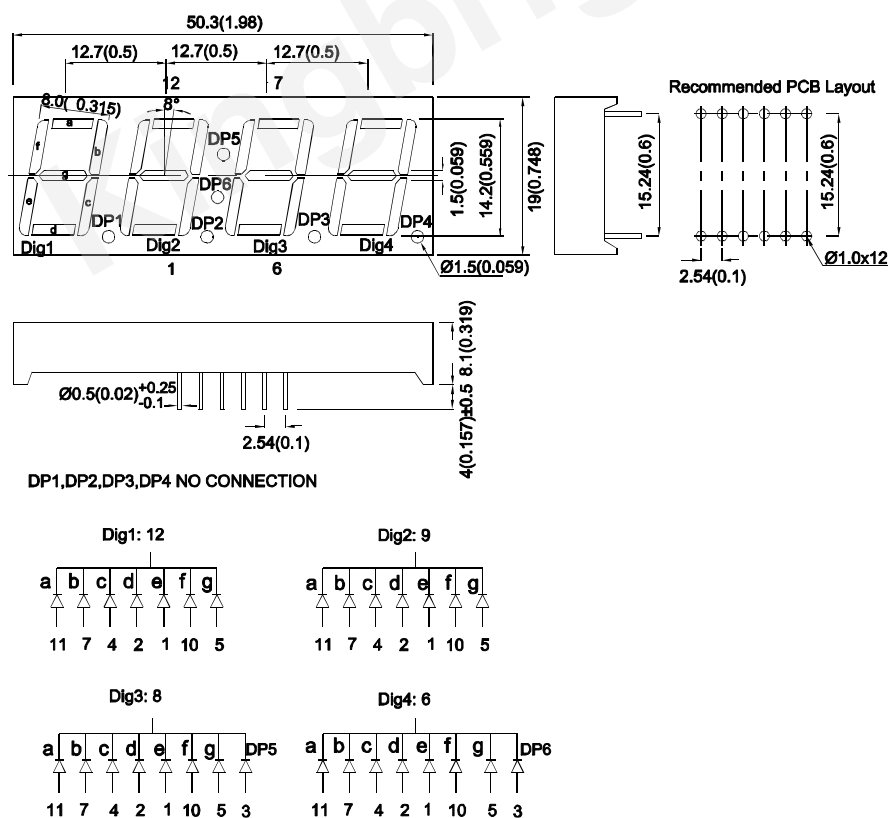 50.3(1.98)
12.7(0.5) 12.7(0.5) 12.7(0.5)
12 7
8.0( 0.315) 8°
a
f b
g
e c
d
DP5
DP6
DP1 DP2 DP3 DP4
Dig1 Dig2 Dig3 Dig4
1 6
Ø1.5(0.059)
1.5(0.059)
14.2(0.559)
19(0.748)
Recommended PCB Layout
15.24(0.6)
15.24(0.6)
Ø1.0x12
2.54(0.1)
8.1(0.319)
4(0.157)±0.5
Ø0.5(0.02)+0.25
-0.1
2.54(0.1)
DP1,DP2,DP3,DP4 NO CONNECTION
Dig1: 12
a b c d e f g
11 7 4 2 1 10 5
Dig2: 9
a b c d e f g
11 7 4 2 1 10 5
Dig3: 8
a b c d e f g DP5
11 7 4 2 1 10 5 3
Dig4: 6
a b c d e f g DP6
11 7 4 2 1 10 5 3